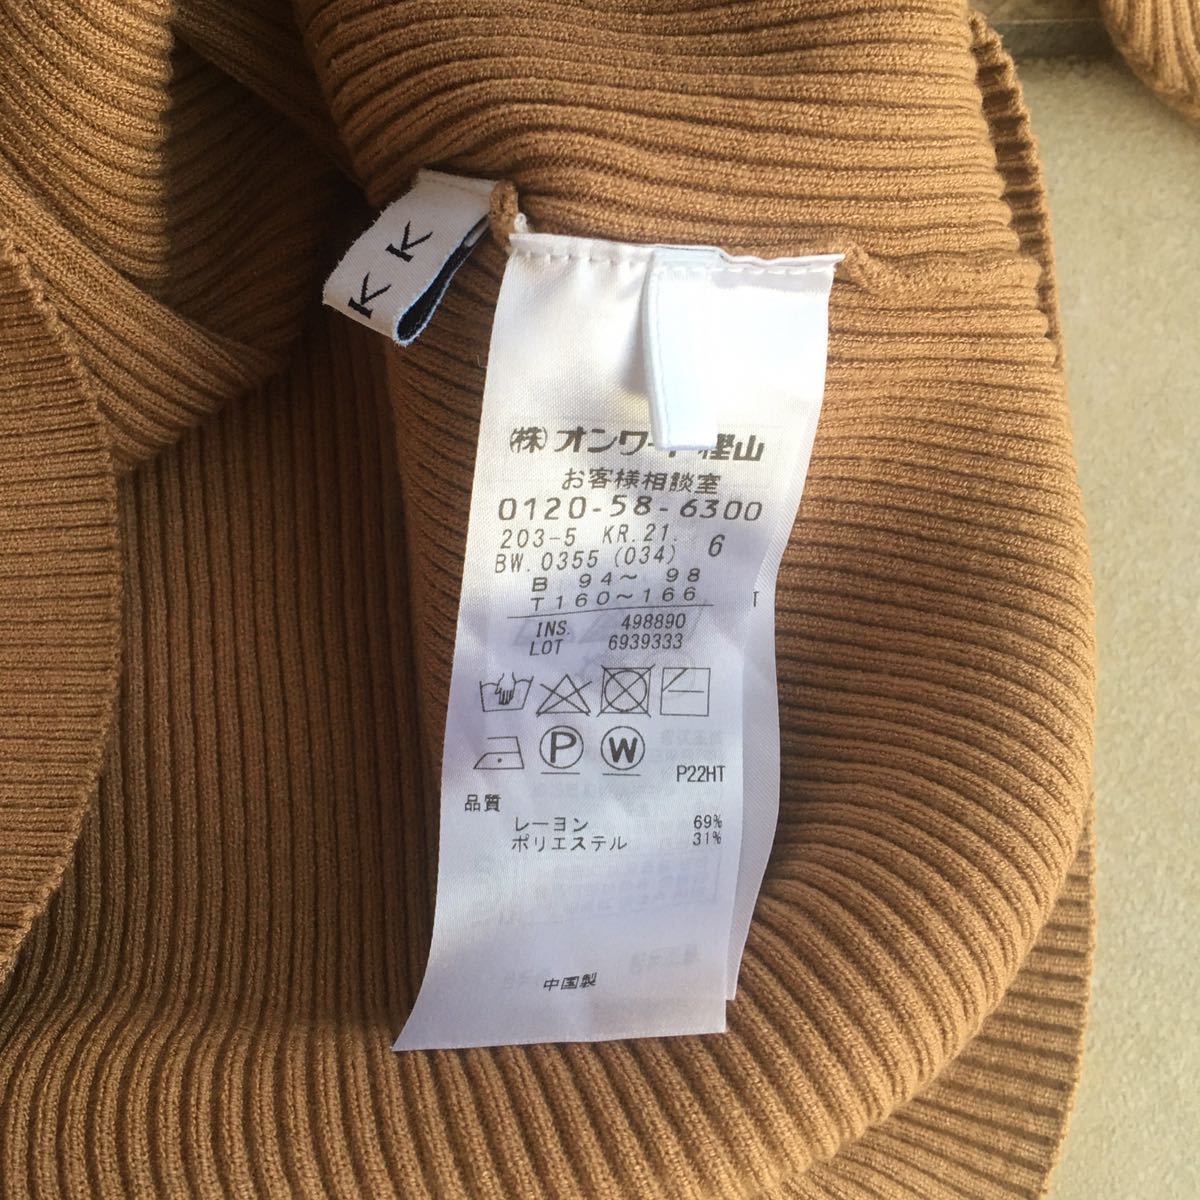 K K
(株)オンワード樫山
お客様相談室
0120-58-6300
203-5 KR.21. 6
BW.0355 (034)
B 94~ 98
T 160~166
INS. 498890
LOT 6939333
P
W
P22HT
品質
レーヨン 69%
ポリエステル 31%
中国製